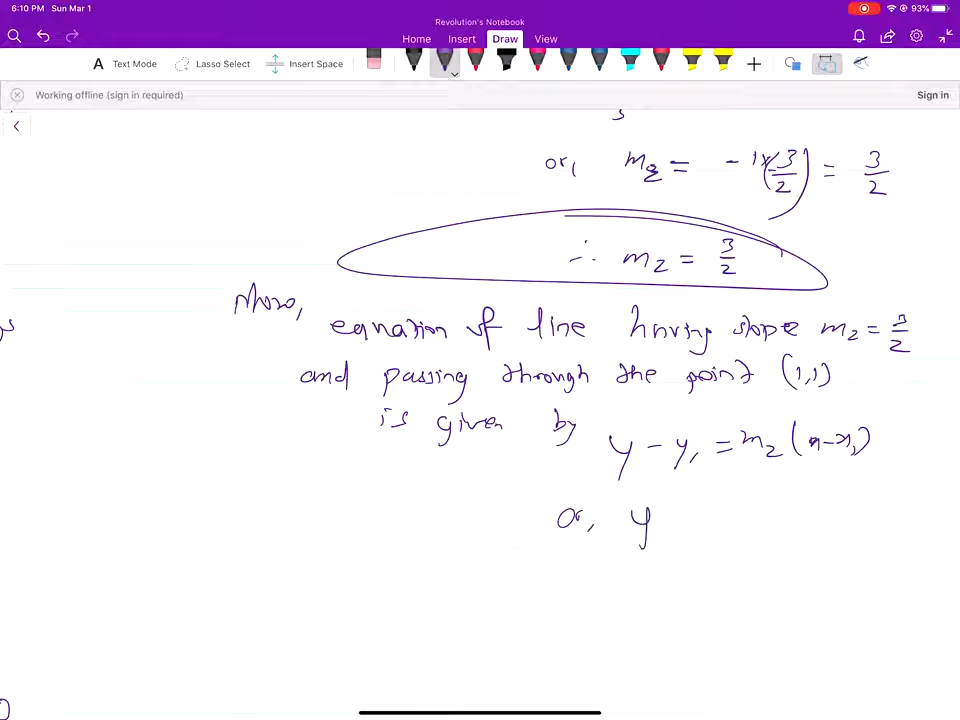 6:10 PM Sun Mar 1
93%
Revolution's Notebook
Home Insert Draw View
A Text Mode Lasso Select Insert Space
Working offline (sign in required) Sign in
or, m2 = - 1x(-3/2) = 3/2
∴ m2 = 3/2
equation of line having slope m2 = 3/2
and passing through the point (1,1)
is given by
y - y1 = m2 (x-x1)
or, y